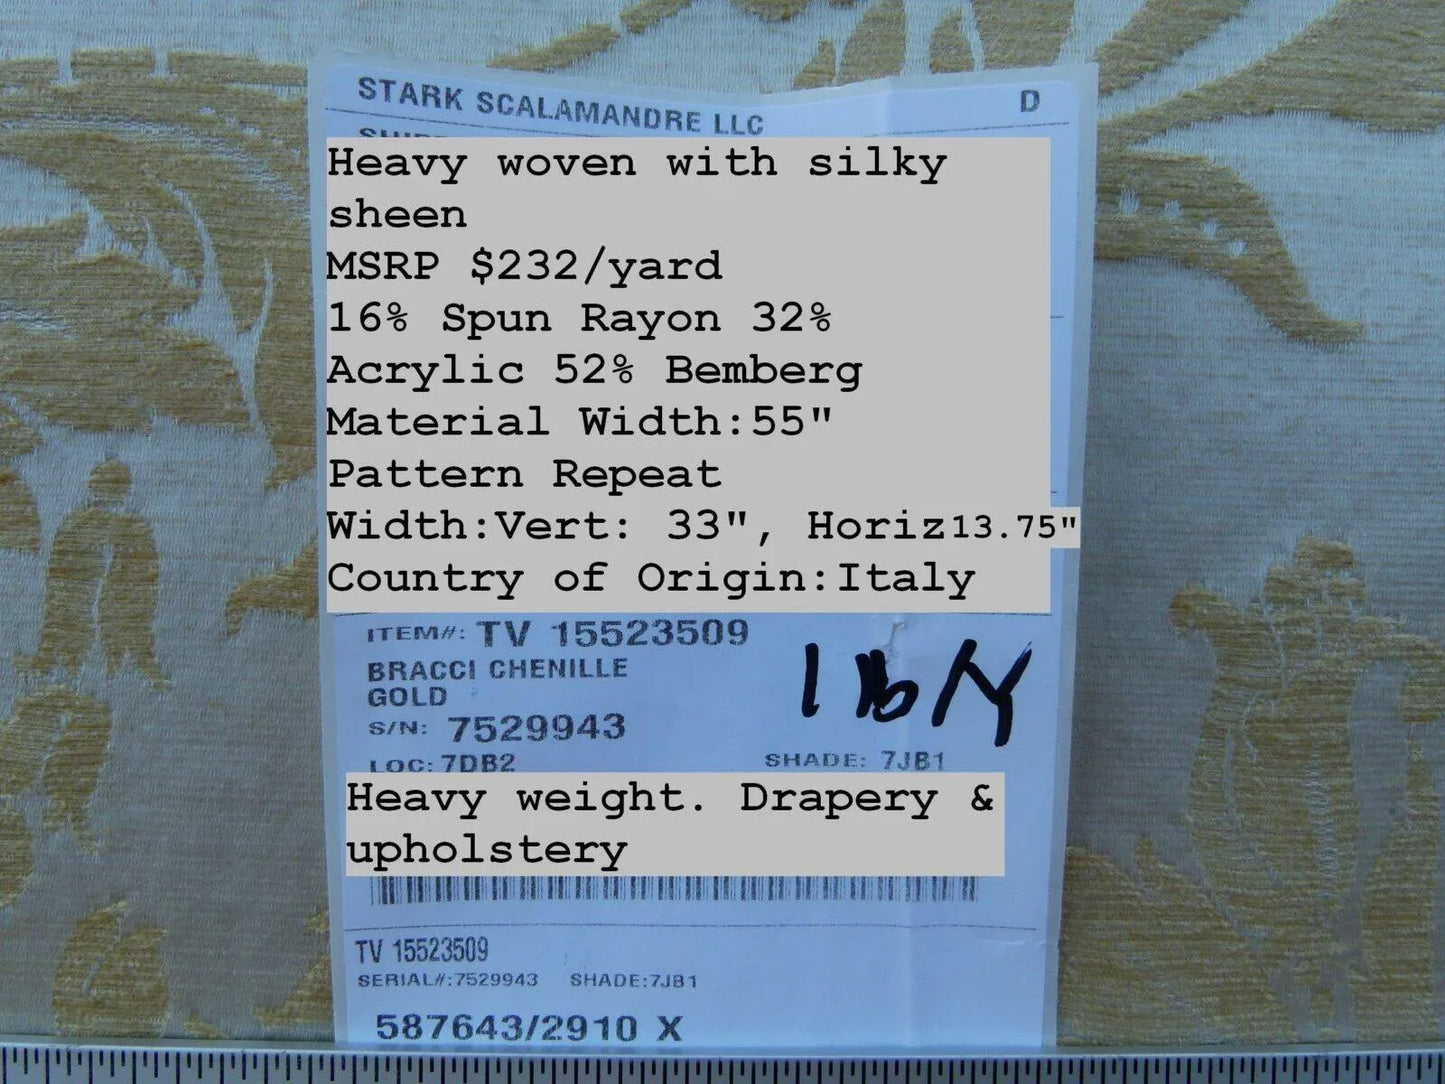 STARK SCALAMANDRE LLC D
Heavy woven with silky
sheen
MSRP $232/yard
16% Spun Rayon 32%
Acrylic 52% Bemberg
Material Width:55"
Pattern Repeat
Width:Vert: 33", Horiz13.75"
Country of Origin:Italy
ITEM#: TV 15523509
BRACCI CHENILLE
GOLD
1 lb/Y
S/N: 7529943
LOC: 7DB2 SHADE: 7JB1
Heavy weight. Drapery &
upholstery
TV 15523509
SERIAL#:7529943 SHADE:7JB1
587643/2910 X